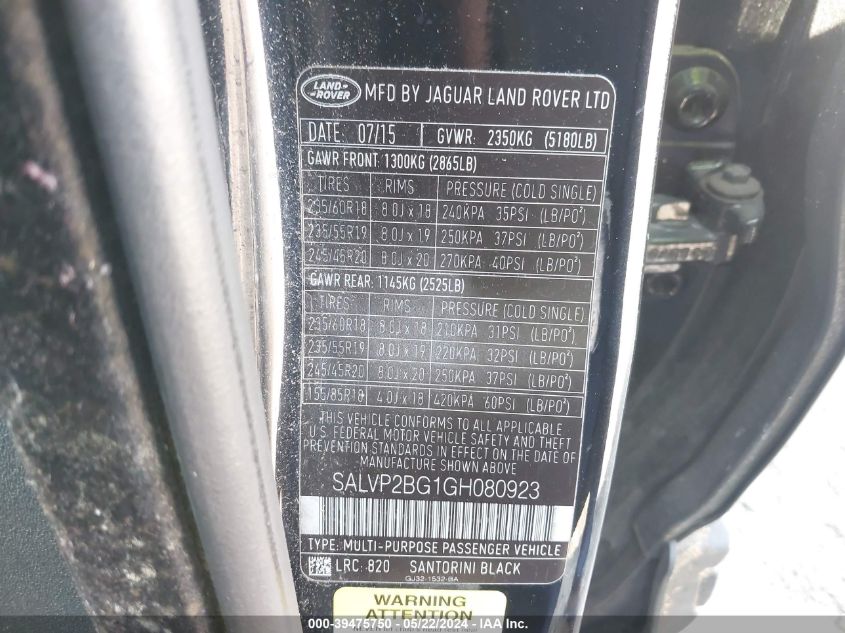 LAND ROVER
MFD BY JAGUAR LAND ROVER LTD
DATE: 07/15 GVWR: 2350KG (5180LB)
GAWR FRONT: 1300KG (2865LB)
TIRES RIMS PRESSURE (COLD SINGLE)
235/60R18 8.0J x 18 240KPA 35PSI (LB/PO²)
235/55R19 8.0J x 19 250KPA 37PSI (LB/PO²)
245/45R20 8.0J x 20 270KPA 40PSI (LB/PO²)
GAWR REAR: 1145KG (2525LB)
TIRES RIMS PRESSURE (COLD SINGLE)
235/60R18 8.0J x 18 210KPA 31PSI (LB/PO²)
235/55R19 8.0J x 19 220KPA 32PSI (LB/PO²)
245/45R20 8.0J x 20 250KPA 37PSI (LB/PO²)
155/85R18 4.0J x 18 420KPA 60PSI (LB/PO²)
THIS VEHICLE CONFORMS TO ALL APPLICABLE
U.S. FEDERAL MOTOR VEHICLE SAFETY AND THEFT
PREVENTION STANDARDS IN EFFECT ON THE DATE OF
MANUFACTURE SHOWN ABOVE
SALVP2BG1GH080923
TYPE: MULTI-PURPOSE PASSENGER VEHICLE
LRC: 820 SANTORINI BLACK
GJ32-1532-BA
WARNING
ATTENTION
39475750 - 05/22/2024 - IAA Inc.